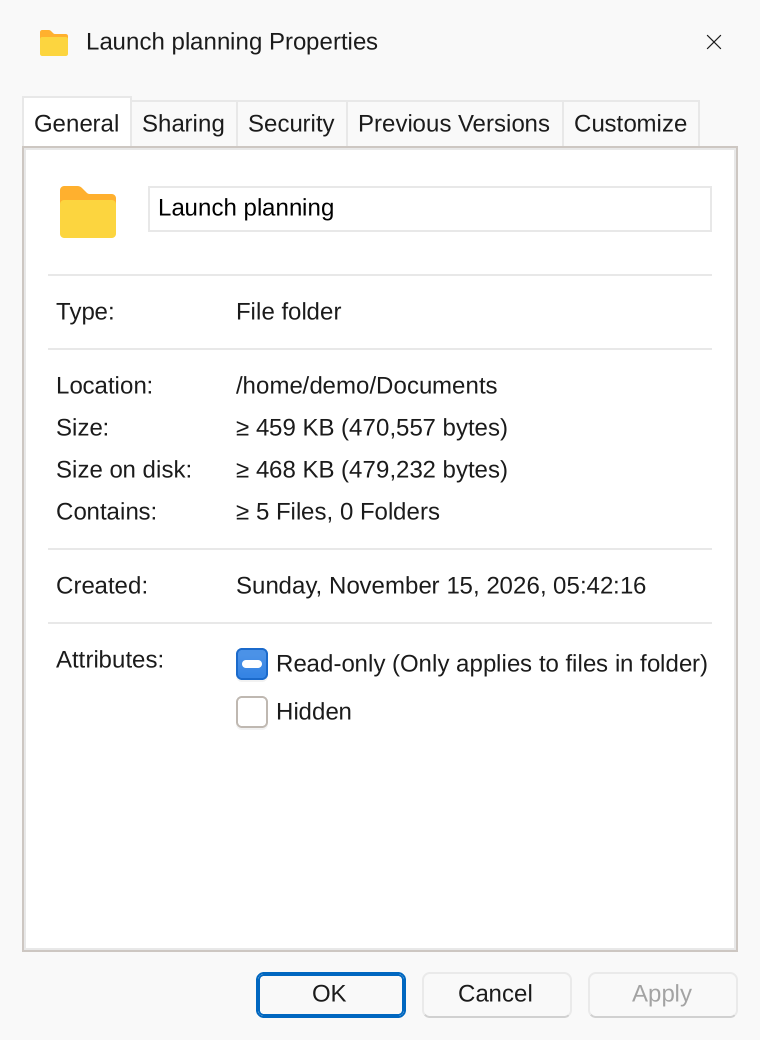 Launch planning Properties
General Sharing Security Previous Versions Customize
Launch planning
Type: File folder
Location: /home/demo/Documents
Size: ≥ 459 KB (470,557 bytes)
Size on disk: ≥ 468 KB (479,232 bytes)
Contains: ≥ 5 Files, 0 Folders
Created: Sunday, November 15, 2026, 05:42:16
Attributes: Read-only (Only applies to files in folder)
Hidden
OK Cancel Apply